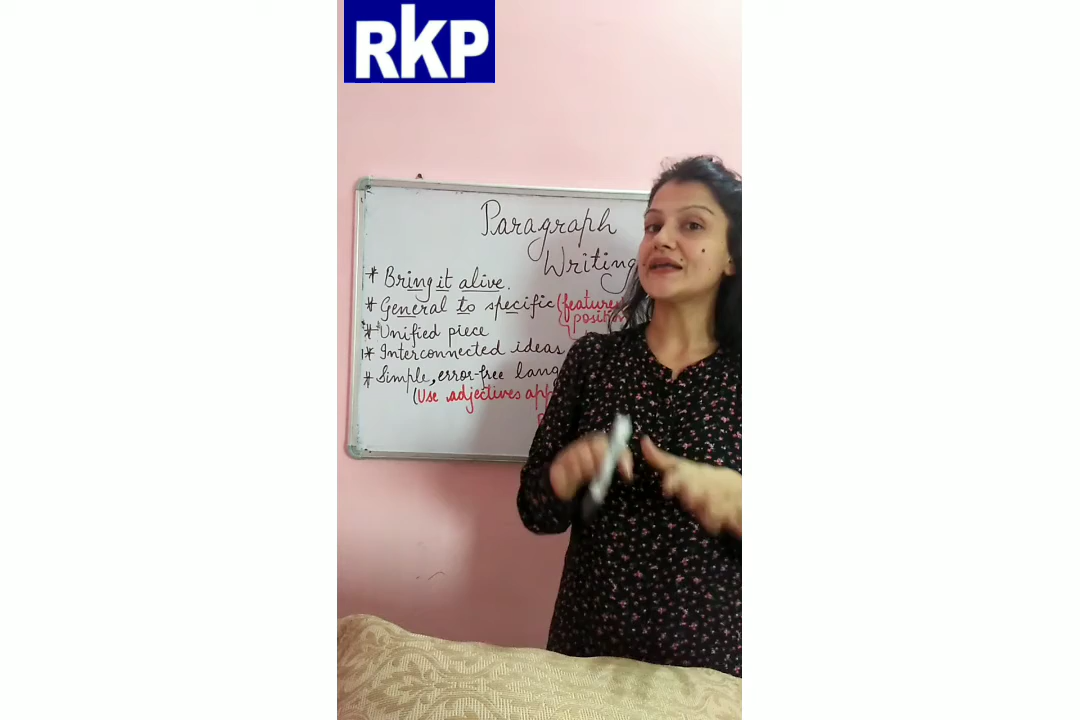 RKP
Paragraph
Writing
* Bring it alive.
* General to specific (features
position
* Unified piece
* Interconnected ideas
* Simple, error-free
(Use adjectives